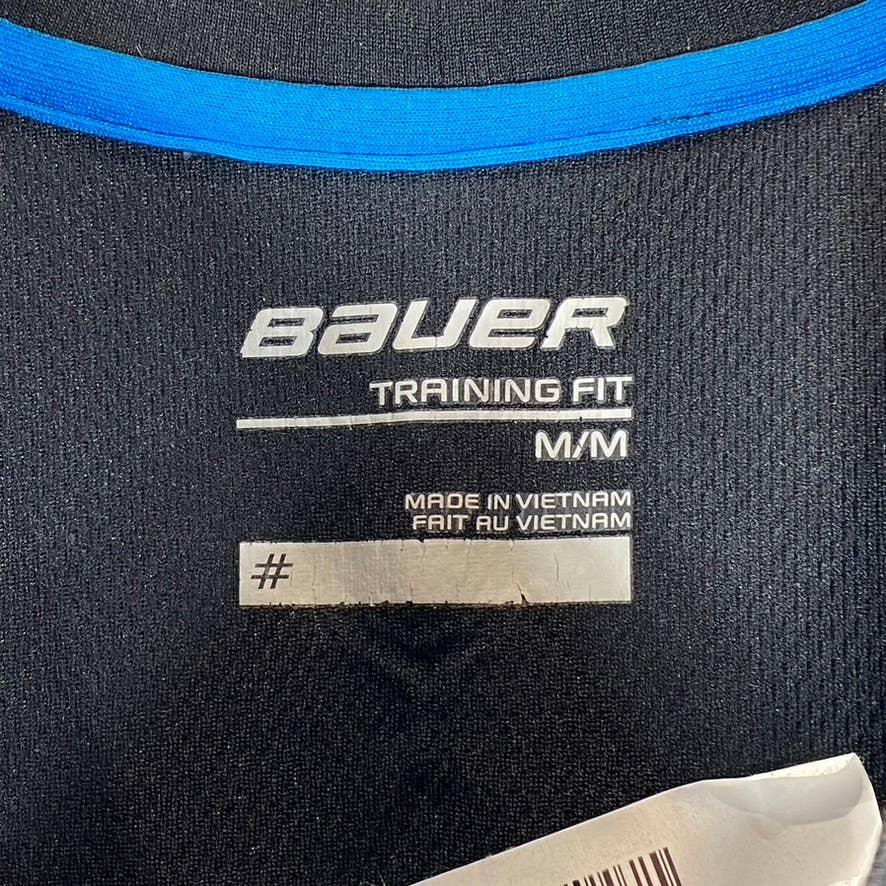 BAUER
TRAINING FIT
M/M
MADE IN VIETNAM
FAIT AU VIETNAM
#